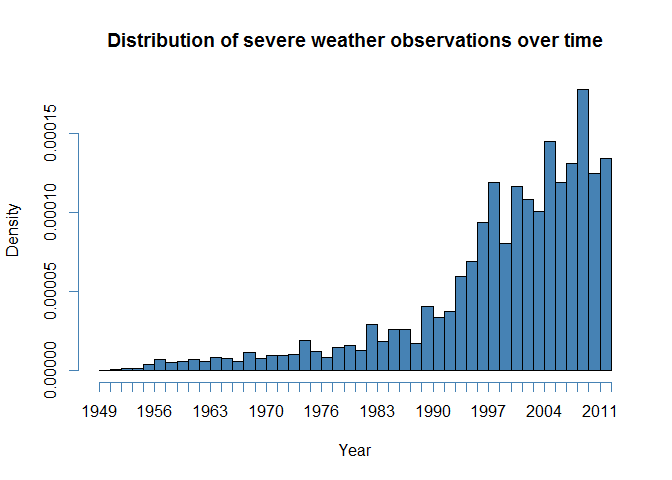 Distribution of severe weather observations over time
Density
0.00015
0.00010
0.00005
0.00000
1949 1956 1963 1970 1976 1983 1990 1997 2004 2011
Year